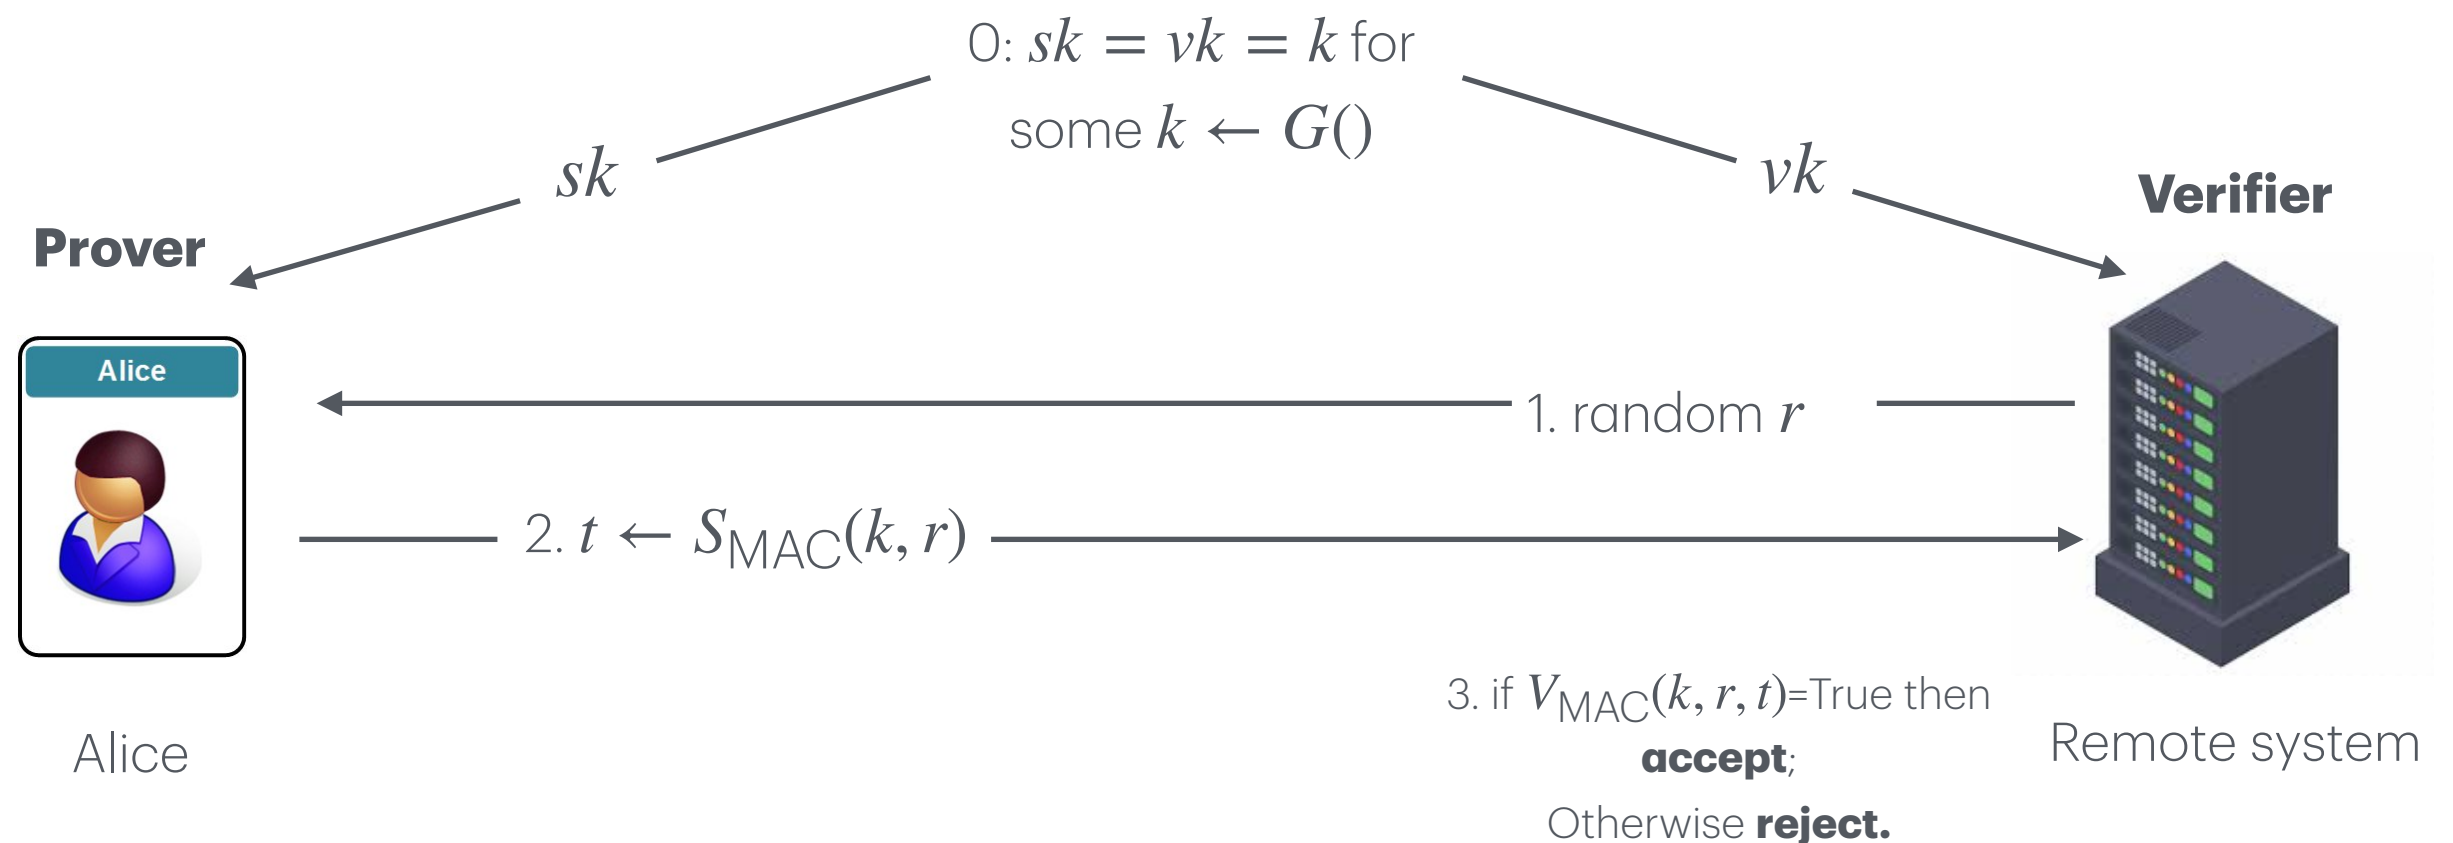 0: sk = vk = k for
some k ← G()
sk
vk
Verifier
Prover
Alice
1. random r
2. t ← S_MAC(k, r)
3. if V_MAC(k, r, t)=True then
accept;
Otherwise reject.
Alice
Remote system